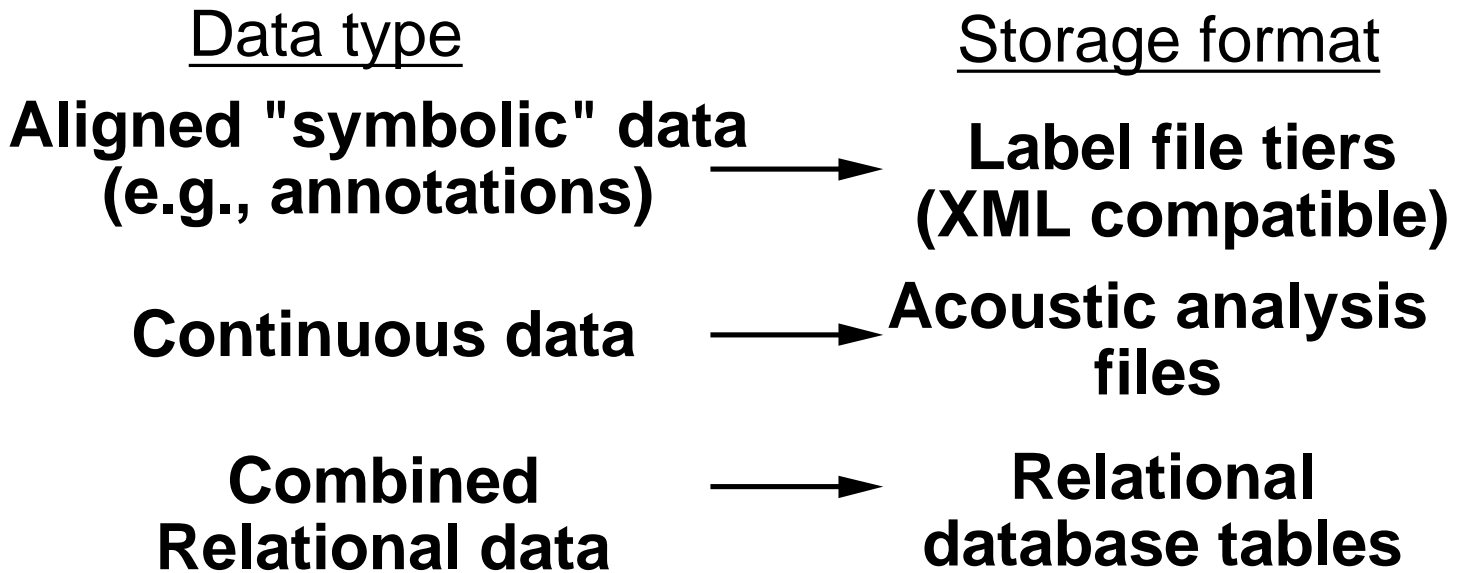 Data type
Storage format
Aligned "symbolic" data
(e.g., annotations)
Label file tiers
(XML compatible)
Continuous data
Acoustic analysis
files
Combined
Relational data
Relational
database tables